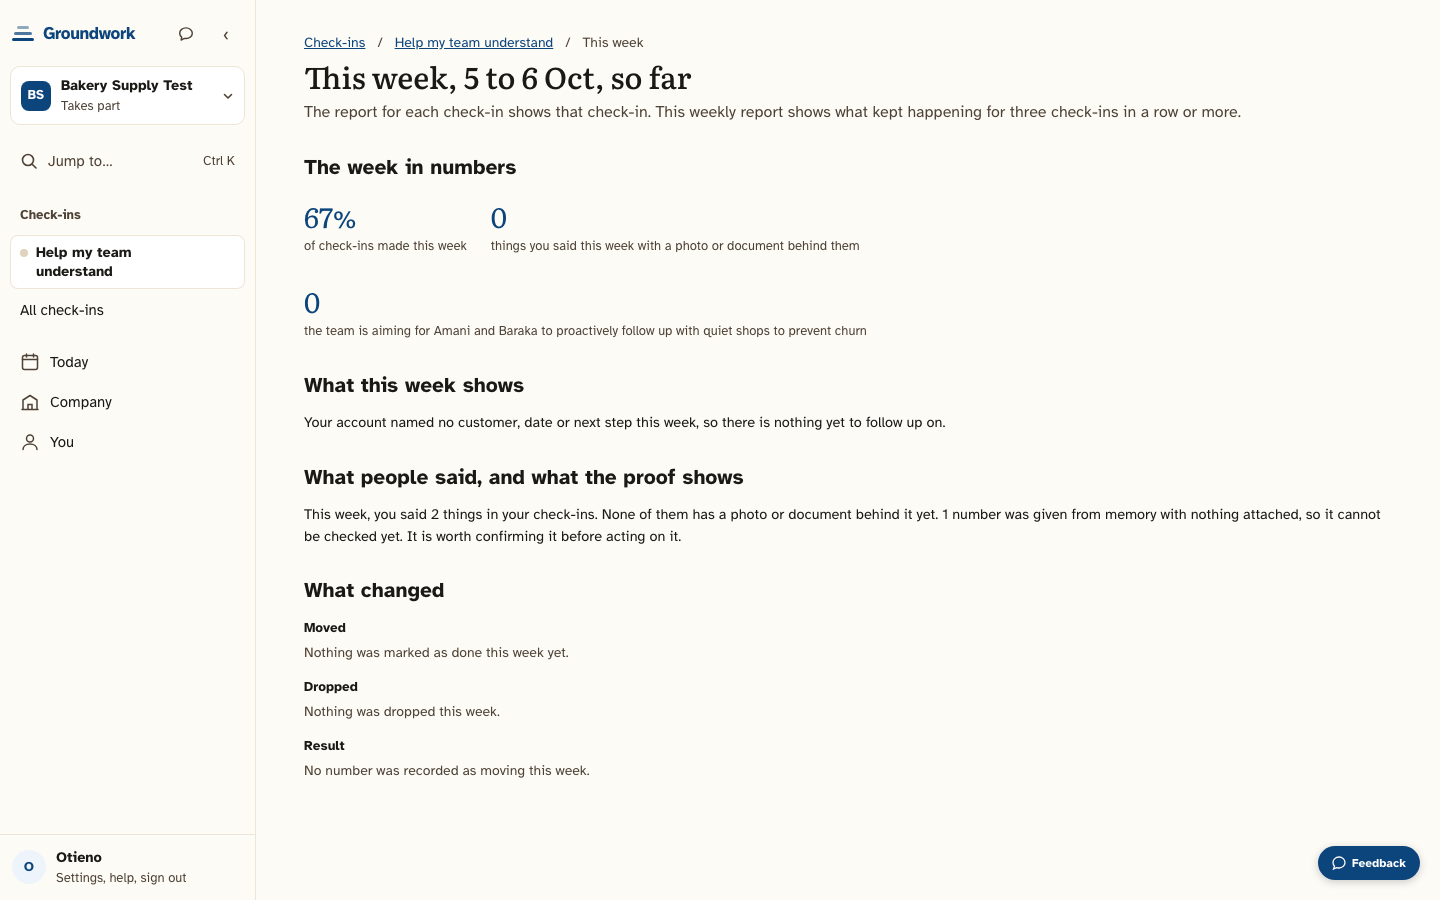 Groundwork
BS
Bakery Supply Test
Takes part
Jump to...
Ctrl K
Check-ins
Help my team
understand
All check-ins
Today
Company
You
O
Otieno
Settings, help, sign out
Check-ins / Help my team understand / This week
This week, 5 to 6 Oct, so far
The report for each check-in shows that check-in. This weekly report shows what kept happening for three check-ins in a row or more.
The week in numbers
67%
of check-ins made this week
0
things you said this week with a photo or document behind them
0
the team is aiming for Amani and Baraka to proactively follow up with quiet shops to prevent churn
What this week shows
Your account named no customer, date or next step this week, so there is nothing yet to follow up on.
What people said, and what the proof shows
This week, you said 2 things in your check-ins. None of them has a photo or document behind it yet. 1 number was given from memory with nothing attached, so it cannot
be checked yet. It is worth confirming it before acting on it.
What changed
Moved
Nothing was marked as done this week yet.
Dropped
Nothing was dropped this week.
Result
No number was recorded as moving this week.
Feedback